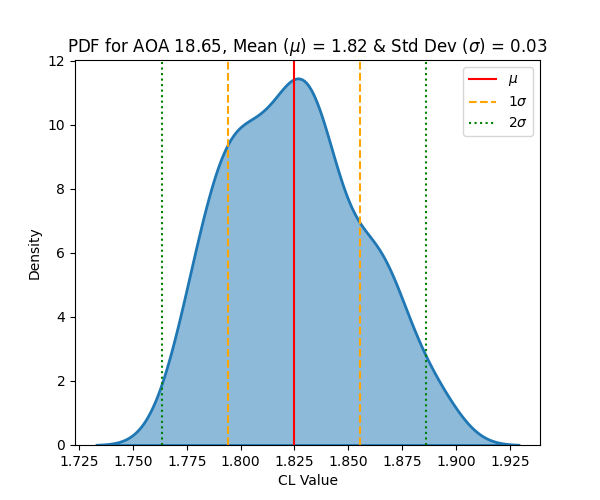 PDF for AOA 18.65, Mean (μ) = 1.82 & Std Dev (σ) = 0.03
12
10
8
6
4
2
0
Density
μ
1σ
2σ
1.725 1.750 1.775 1.800 1.825 1.850 1.875 1.900 1.925
CL Value